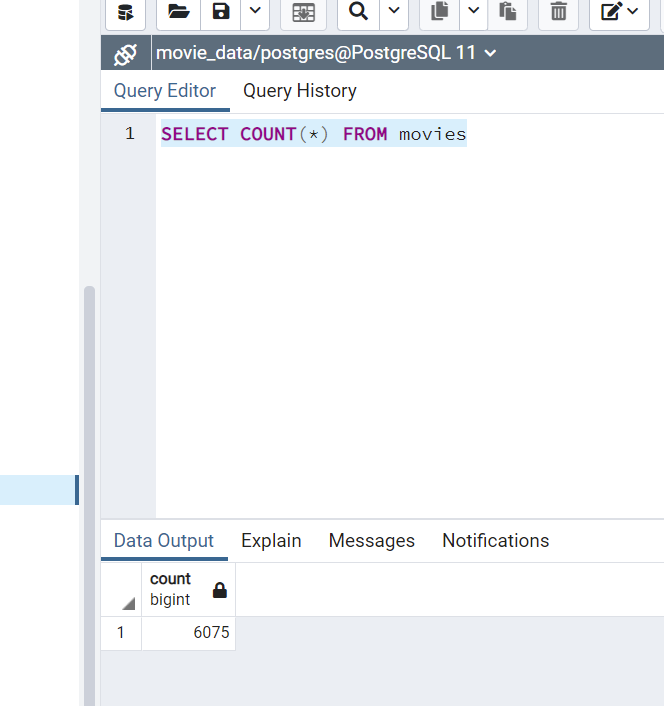 movie_data/postgres@PostgreSQL 11
Query Editor Query History
1 SELECT COUNT(*) FROM movies
Data Output Explain Messages Notifications
count
bigint
1 6075